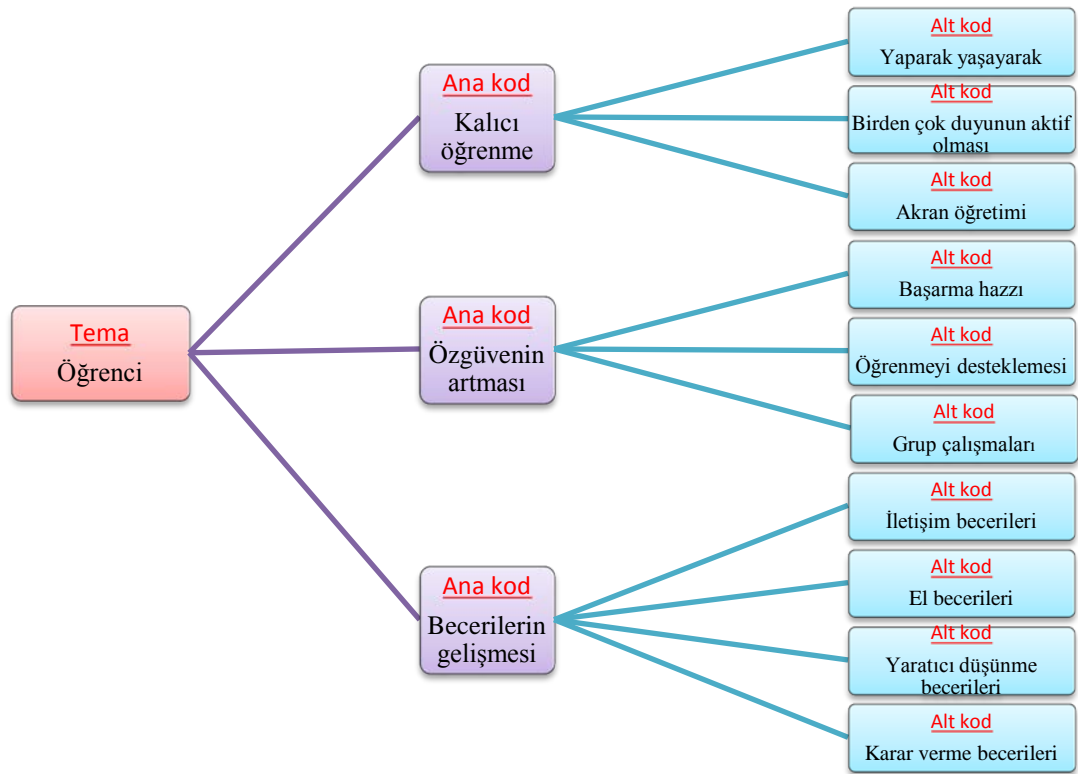 Tema
Öğrenci
Ana kod
Kalıcı
öğrenme
Alt kod
Yaparak yaşayarak
Alt kod
Birden çok duyunun aktif
olması
Alt kod
Akran öğretimi
Ana kod
Özgüvenin
artması
Alt kod
Başarma hazzı
Alt kod
Öğrenmeyi desteklemesi
Alt kod
Grup çalışmaları
Ana kod
Becerilerin
gelişmesi
Alt kod
İletişim becerileri
Alt kod
El becerileri
Alt kod
Yaratıcı düşünme
becerileri
Alt kod
Karar verme becerileri